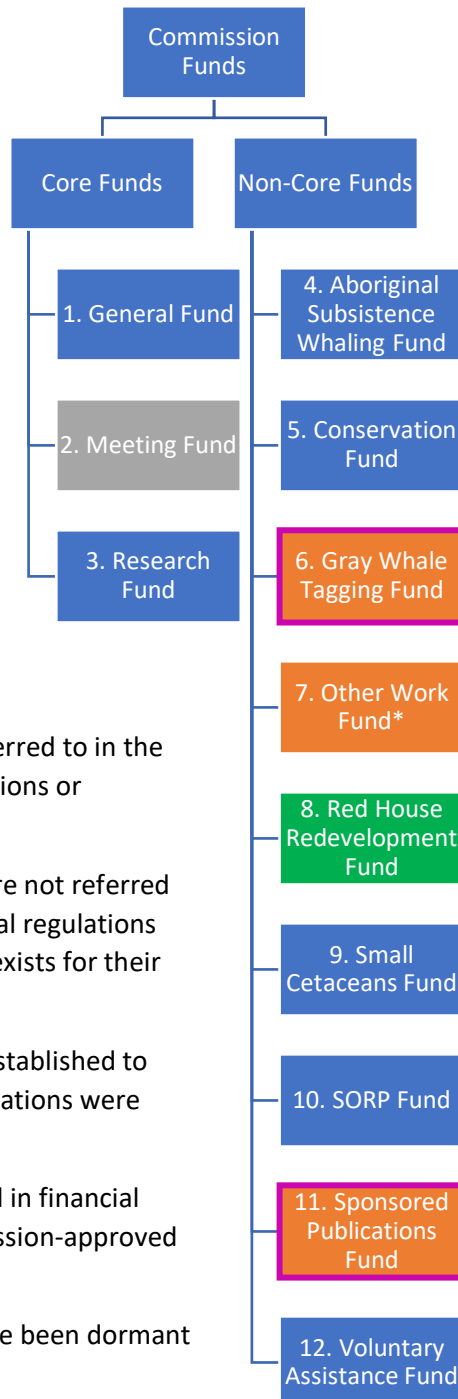 Commission
Funds
Core Funds
Non-Core Funds
1. General Fund
2. Meeting Fund
3. Research
Fund
4. Aboriginal
Subsistence
Whaling Fund
5. Conservation
Fund
6. Gray Whale
Tagging Fund
7. Other Work
Fund*
8. Red House
Redevelopment
Fund
9. Small
Cetaceans Fund
10. SORP Fund
11. Sponsored
Publications
Fund
12. Voluntary
Assistance Fund
erred to in the
ions or
re not referred
al regulations
exists for their
stablished to
ations were
d in financial
ssion-approved
e been dormant